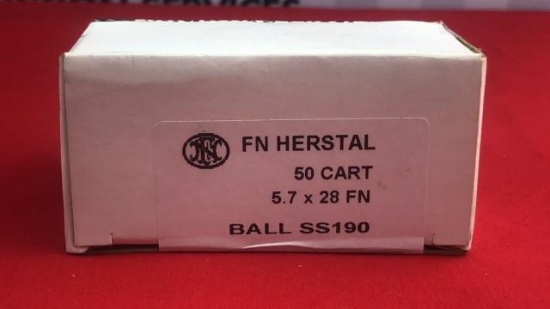 FN HERSTAL
50 CART
5.7 x 28 FN
BALL SS190